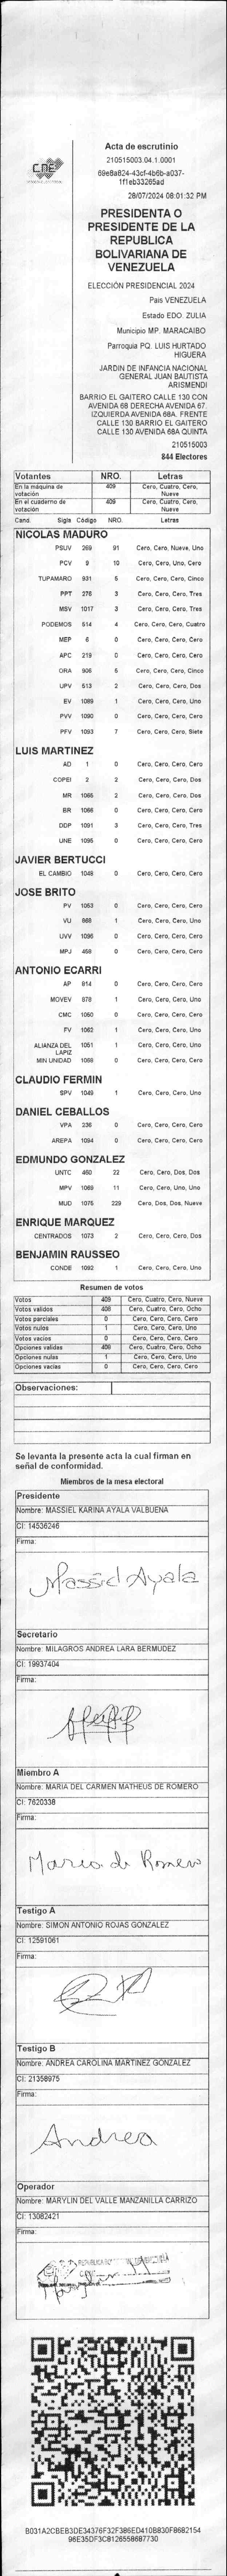 CNE
Acta de escrutinio
210515003.04.1.0001
69e8a824-43cf-4b6b-a037-
1f1eb33265ad
28/07/2024 08:01:32 PM
PRESIDENTA O
PRESIDENTE DE LA
REPUBLICA
BOLIVARIANA DE
VENEZUELA
ELECCIÓN PRESIDENCIAL 2024
Pais VENEZUELA
Estado EDO. ZULIA
Municipio MP. MARACAIBO
Parroquia PQ. LUIS HURTADO
HIGUERA
JARDIN DE INFANCIA NACIONAL
GENERAL JUAN BAUTISTA
ARISMENDI
BARRIO EL GAITERO CALLE 130 CON
AVENIDA 68 DERECHA AVENIDA 67.
IZQUIERDA AVENIDA 68A. FRENTE
CALLE 130 BARRIO EL GAITERO
CALLE 130 AVENIDA 68A QUINTA
210515003
844 Electores
Votantes NRO. Letras
En la máquina de votación 409 Cero, Cuatro, Cero, Nueve
En el cuaderno de votación 409 Cero, Cuatro, Cero, Nueve
Cand. Sigla Código NRO. Letras
NICOLAS MADURO
PSUV 269 91 Cero, Cero, Nueve, Uno
PCV 9 10 Cero, Cero, Uno, Cero
TUPAMARO 931 5 Cero, Cero, Cero, Cinco
PPT 276 3 Cero, Cero, Cero, Tres
MSV 1017 3 Cero, Cero, Cero, Tres
PODEMOS 514 4 Cero, Cero, Cero, Cuatro
MEP 6 0 Cero, Cero, Cero, Cero
APC 219 0 Cero, Cero, Cero, Cero
ORA 906 5 Cero, Cero, Cero, Cinco
UPV 513 2 Cero, Cero, Cero, Dos
EV 1089 1 Cero, Cero, Cero, Uno
PVV 1090 0 Cero, Cero, Cero, Cero
PFV 1093 7 Cero, Cero, Cero, Siete
LUIS MARTINEZ
AD 1 0 Cero, Cero, Cero, Cero
COPEI 2 2 Cero, Cero, Cero, Dos
MR 1065 2 Cero, Cero, Cero, Dos
BR 1066 0 Cero, Cero, Cero, Cero
DDP 1091 3 Cero, Cero, Cero, Tres
UNE 1095 0 Cero, Cero, Cero, Cero
JAVIER BERTUCCI
EL CAMBIO 1048 0 Cero, Cero, Cero, Cero
JOSE BRITO
PV 1053 0 Cero, Cero, Cero, Cero
VU 868 1 Cero, Cero, Cero, Uno
UVV 1096 0 Cero, Cero, Cero, Cero
MPJ 458 0 Cero, Cero, Cero, Cero
ANTONIO ECARRI
AP 914 0 Cero, Cero, Cero, Cero
MOVEV 878 1 Cero, Cero, Cero, Uno
CMC 1050 0 Cero, Cero, Cero, Cero
FV 1062 1 Cero, Cero, Cero, Uno
ALIANZA DEL LAPIZ 1051 1 Cero, Cero, Cero, Uno
MIN UNIDAD 1058 0 Cero, Cero, Cero, Cero
CLAUDIO FERMIN
SPV 1049 1 Cero, Cero, Cero, Uno
DANIEL CEBALLOS
VPA 236 0 Cero, Cero, Cero, Cero
AREPA 1094 0 Cero, Cero, Cero, Cero
EDMUNDO GONZALEZ
UNTC 460 22 Cero, Cero, Dos, Dos
MPV 1069 11 Cero, Cero, Uno, Uno
MUD 1075 229 Cero, Dos, Dos, Nueve
ENRIQUE MARQUEZ
CENTRADOS 1073 2 Cero, Cero, Cero, Dos
BENJAMIN RAUSSEO
CONDE 1092 1 Cero, Cero, Cero, Uno
Resumen de votos
Votos 409 Cero, Cuatro, Cero, Nueve
Votos validos 408 Cero, Cuatro, Cero, Ocho
Votos parciales 0 Cero, Cero, Cero, Cero
Votos nulos 1 Cero, Cero, Cero, Uno
Votos vacios 0 Cero, Cero, Cero, Cero
Opciones validas 408 Cero, Cuatro, Cero, Ocho
Opciones nulas 1 Cero, Cero, Cero, Uno
Opciones vacias 0 Cero, Cero, Cero, Cero
Observaciones:
Se levanta la presente acta la cual firman en
señal de conformidad.
Miembros de la mesa electoral
Presidente
Nombre: MASSIEL KARINA AYALA VALBUENA
CI: 14536246
Firma:
Massiel Ayala
Secretario
Nombre: MILAGROS ANDREA LARA BERMUDEZ
CI: 19937404
Firma:
Miembro A
Nombre: MARIA DEL CARMEN MATHEUS DE ROMERO
CI: 7620338
Firma:
Maria de Romero
Testigo A
Nombre: SIMON ANTONIO ROJAS GONZALEZ
CI: 12591061
Firma:
Testigo B
Nombre: ANDREA CAROLINA MARTINEZ GONZALEZ
CI: 21358975
Firma:
Andrea
Operador
Nombre: MARYLIN DEL VALLE MANZANILLA CARRIZO
CI: 13082421
Firma:
B031A2CBEB3DE34376F32F386ED410B830F8682154
96E35DF3C8126558687730